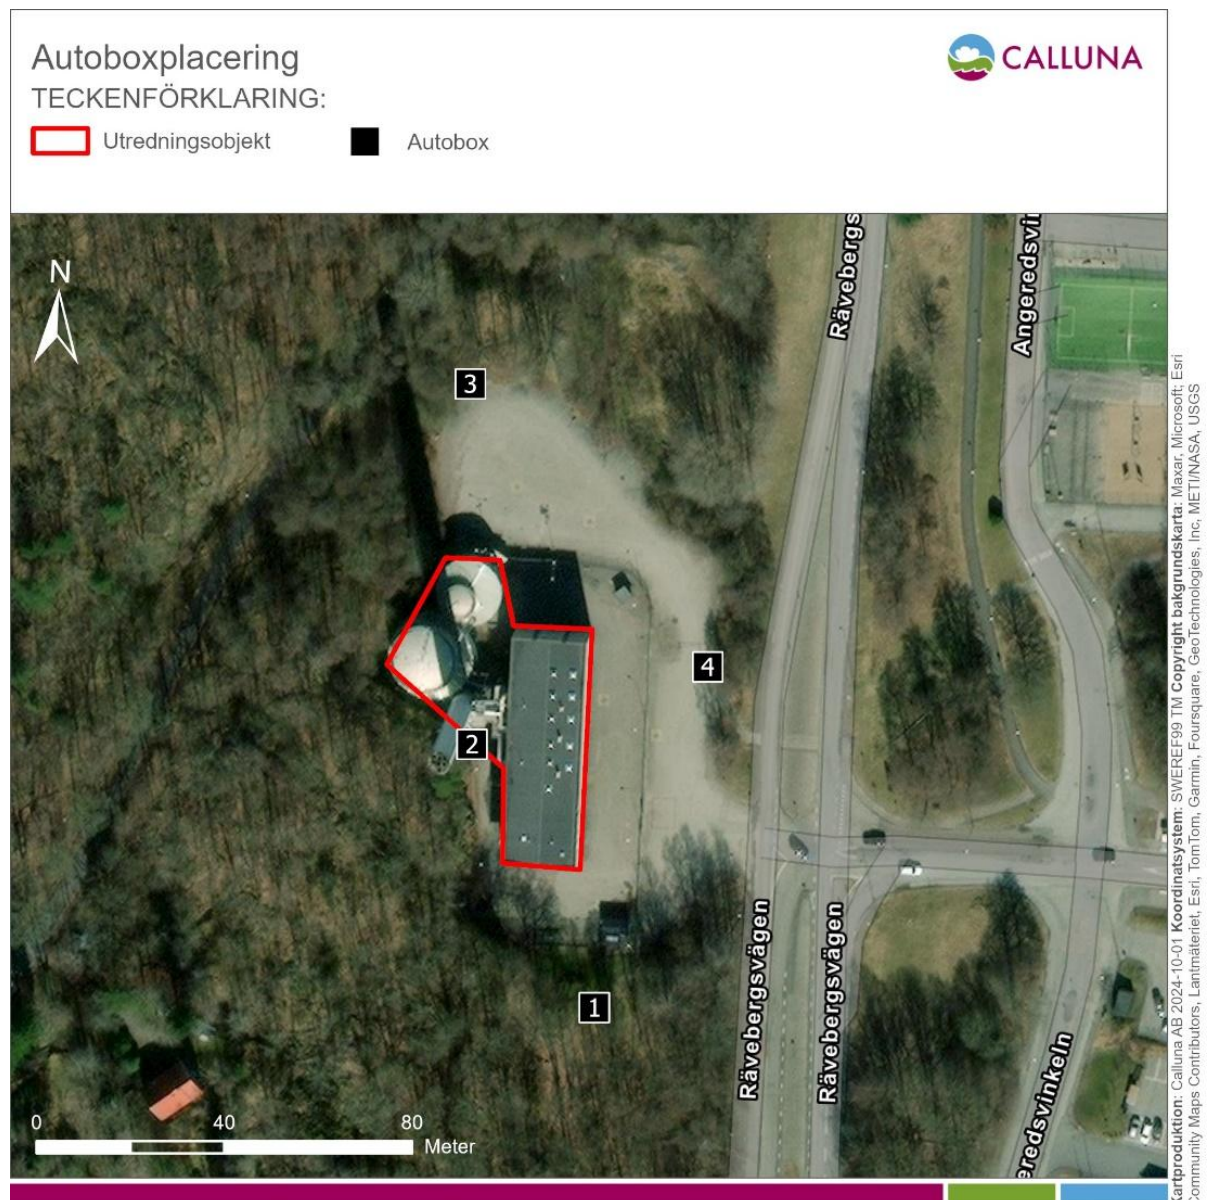 Autoboxplacering
CALLUNA
TECKENFÖRKLARING:
Utredningsobjekt
Autobox
Rävebergs
Angeredsvin
N
3
4
2
1
Rävebergsvägen
Rävebergsvägen
eredsvinkeln
0 40 80
Meter
Kartproduktion: Calluna AB 2024-10-01 Koordinatsystem: SWEREF99 TM Copyright bakgrundskarta: Maxar, Microsoft, Esri
Community Maps Contributors, Lantmäteriet, Esri, TomTom, Garmin, Foursquare, GeoTechnologies, Inc, METI/NASA, USGS